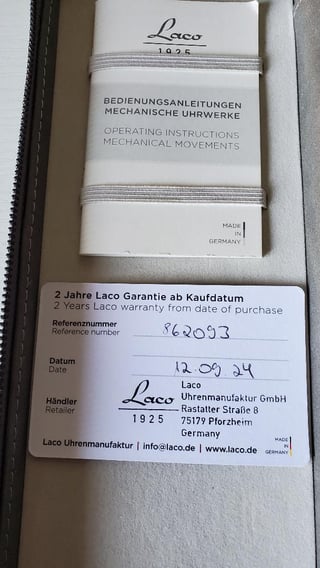 Laco
1925
BEDIENUNGSANLEITUNGEN
MECHANISCHE UHRWERKE
OPERATING INSTRUCTIONS
MECHANICAL MOVEMENTS
MADE
IN
GERMANY
2 Jahre Laco Garantie ab Kaufdatum
2 Years Laco warranty from date of purchase
Referenznummer
Reference number
862093
Datum
Date
12.09.24
Händler
Retailer
Laco
1925
Laco
Uhrenmanufaktur GmbH
Rastatter Straße 8
75179 Pforzheim
Germany
Laco Uhrenmanufaktur | info@laco.de | www.laco.de
MADE
IN
GERMANY